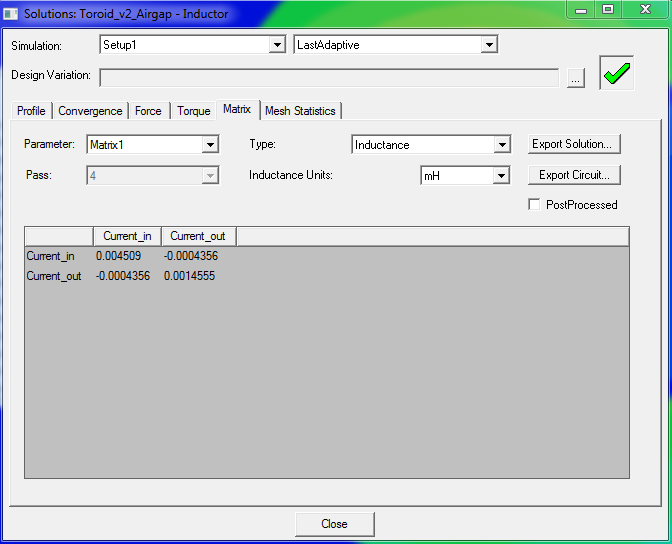 Solutions: Toroid_v2_Airgap - Inductor
Simulation: Setup1 LastAdaptive
Design Variation: ...
Profile Convergence Force Torque Matrix Mesh Statistics
Parameter: Matrix1 Type: Inductance Export Solution...
Pass: 4 Inductance Units: mH Export Circuit...
PostProcessed
Current_in Current_out
Current_in 0.004509 -0.0004356
Current_out -0.0004356 0.0014555
Close